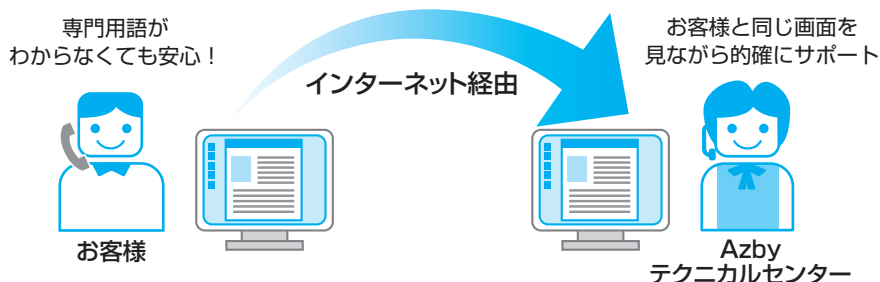 専門用語が
わからなくても安心！
お客様と同じ画面を
見ながら的確にサポート
インターネット経由
お客様
Azby
テクニカルセンター